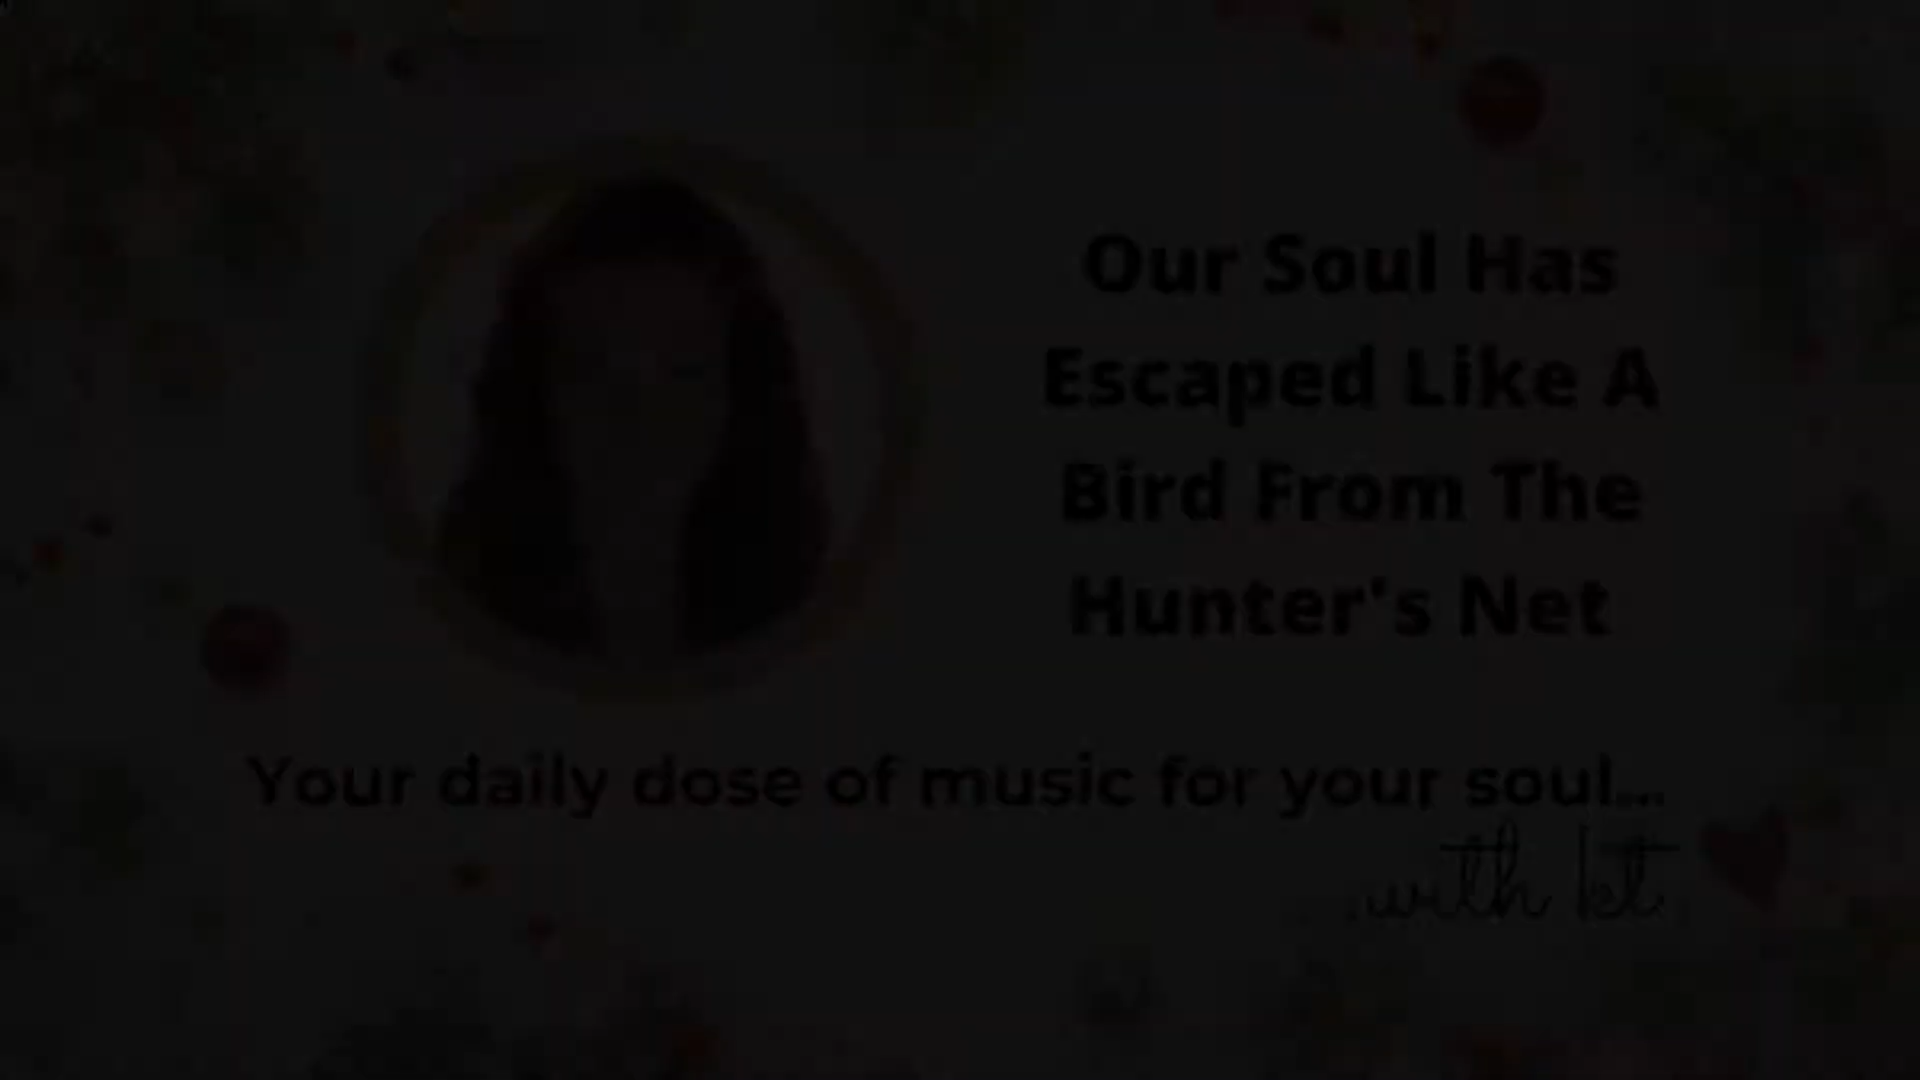 Our Soul Has
Escaped Like A
Bird From The
Hunter's Net
Your daily dose of music for your soul...
...with kt